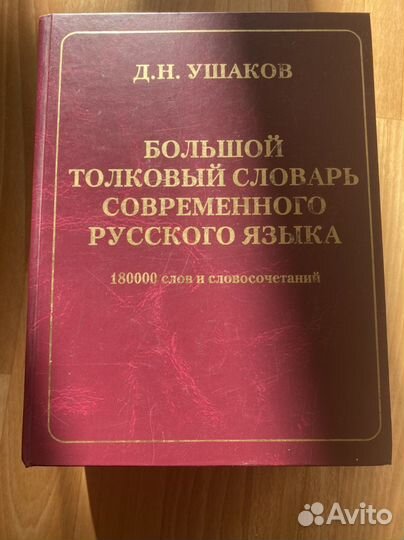 Д.Н. УШАКОВ
БОЛЬШОЙ
ТОЛКОВЫЙ СЛОВАРЬ
СОВРЕМЕННОГО
РУССКОГО ЯЗЫКА
180000 слов и словосочетаний
Avito